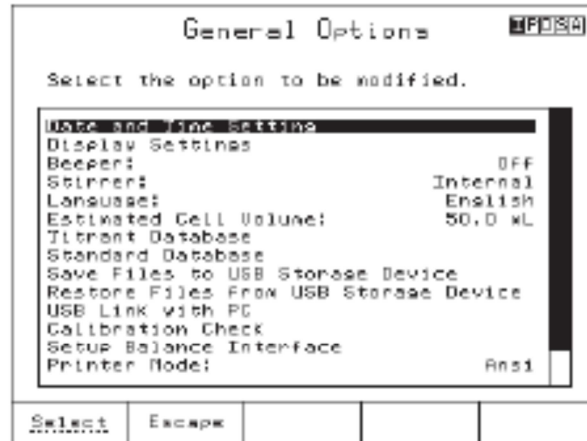 General Options
Select the option to be modified.
Date and Time Setting
Display Settings
Beeper: Off
Stirrer: Internal
Language: English
Estimated Cell Volume: 50.0 mL
Titrant Database
Standard Database
Save Files to USB Storage Device
Restore Files from USB Storage Device
USB Link with PC
Calibration Check
Setup Balance Interface
Printer Mode: Ansi
Select Escape